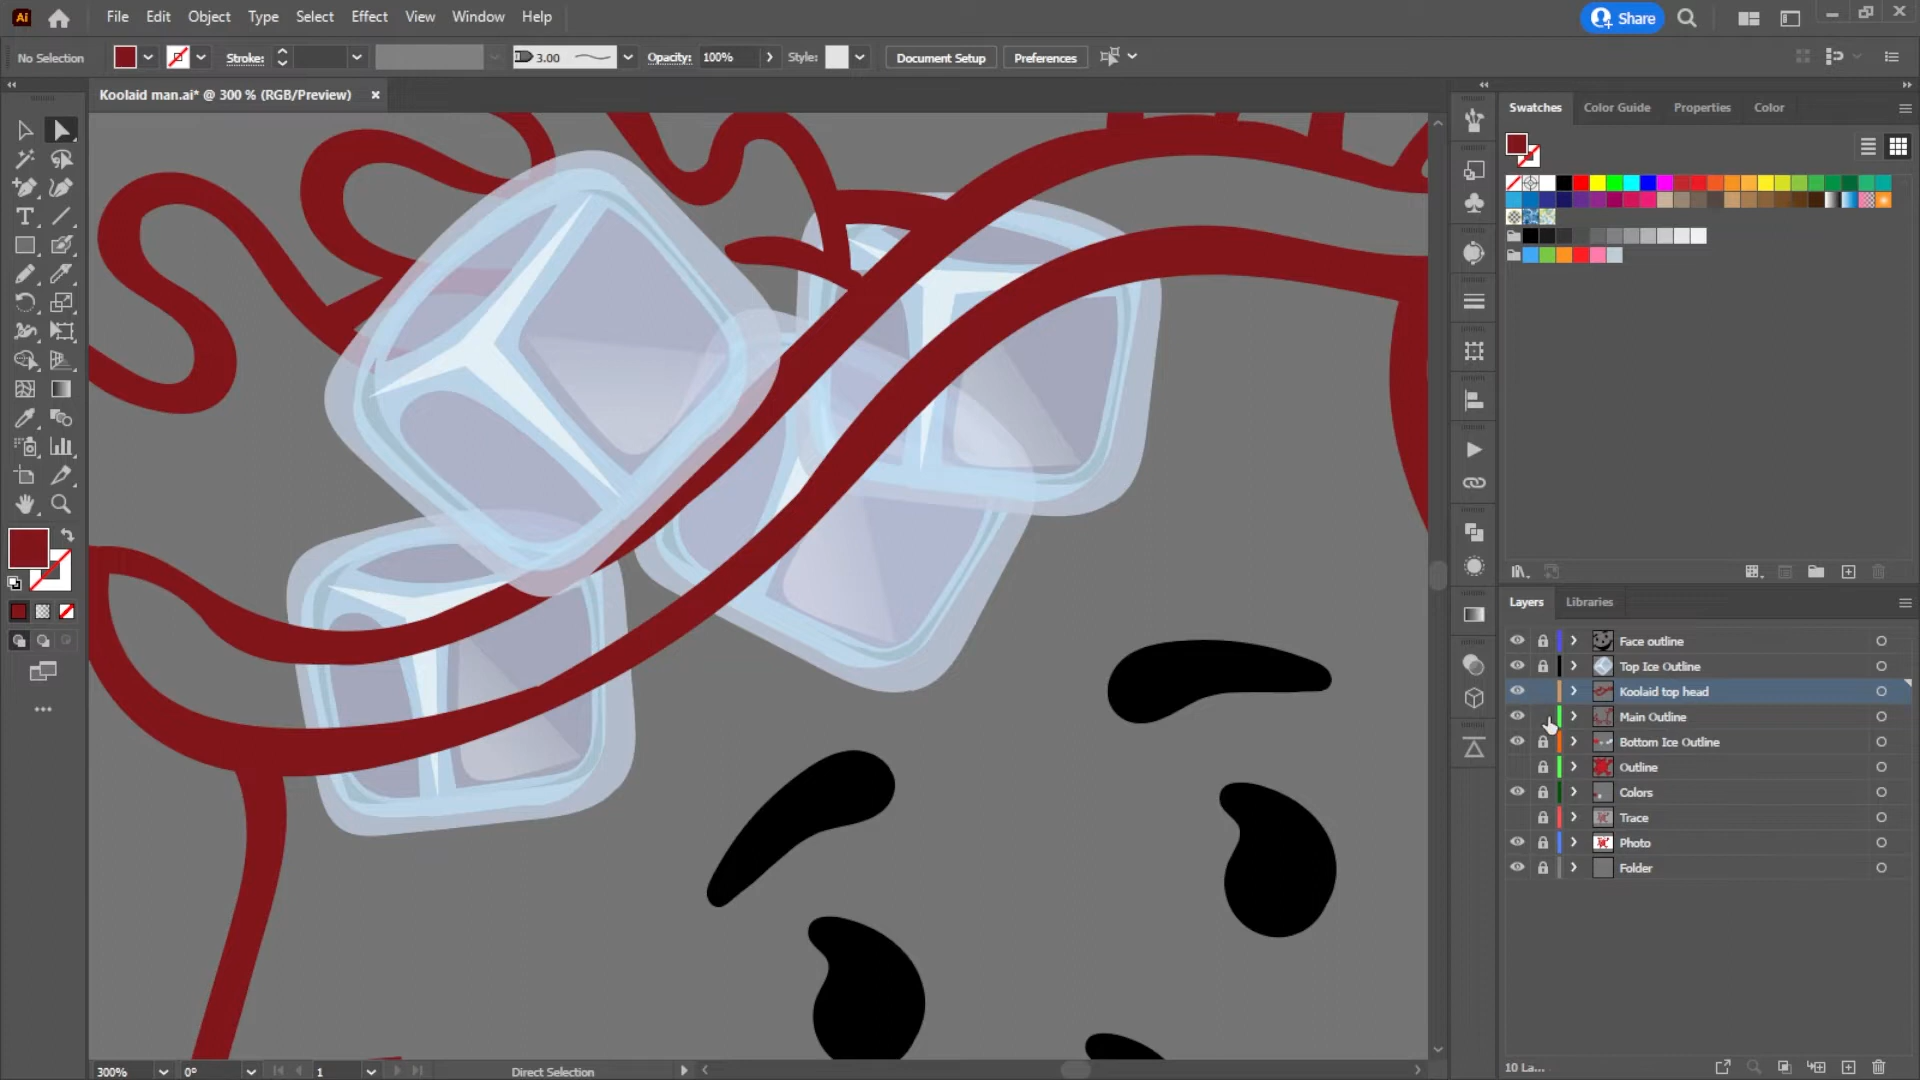 Ai
File Edit Object Type Select Effect View Window Help
Share
No Selection
Stroke:
3.00
Opacity:
100%
Style:
Document Setup
Preferences
Koolaid man.ai* @ 300 % (RGB/Preview)
Swatches
Color Guide
Properties
Color
Layers
Libraries
Face outline
Top Ice Outline
Koolaid top head
Main Outline
Bottom Ice Outline
Outline
Colors
Trace
Photo
Folder
10 La...
300%
0°
1
Direct Selection